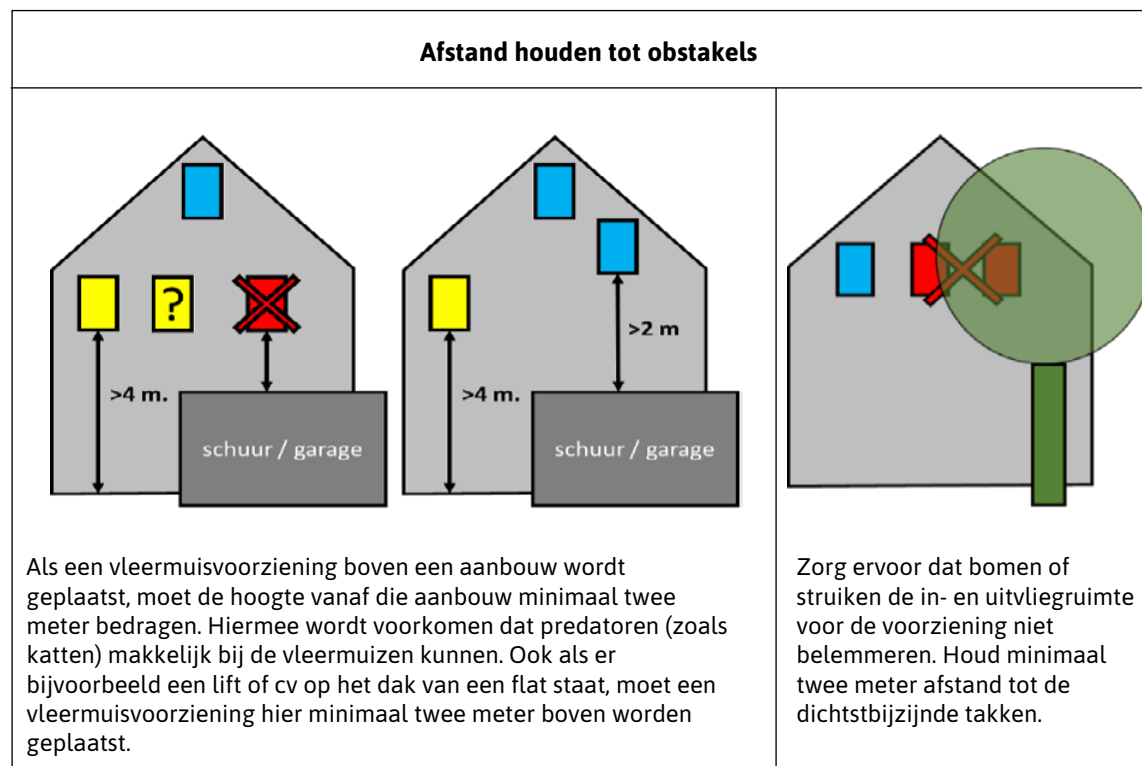 Afstand houden tot obstakels
?
>4 m.
schuur / garage
>2 m
>4 m.
schuur / garage
Als een vleermuisvoorziening boven een aanbouw wordt
geplaatst, moet de hoogte vanaf die aanbouw minimaal twee
meter bedragen. Hiermee wordt voorkomen dat predatoren (zoals
katten) makkelijk bij de vleermuizen kunnen. Ook als er
bijvoorbeeld een lift of cv op het dak van een flat staat, moet een
vleermuisvoorziening hier minimaal twee meter boven worden
geplaatst.
Zorg ervoor dat bomen of
struiken de in- en uitvliegruimte
voor de voorziening niet
belemmeren. Houd minimaal
twee meter afstand tot de
dichtstbijzijnde takken.